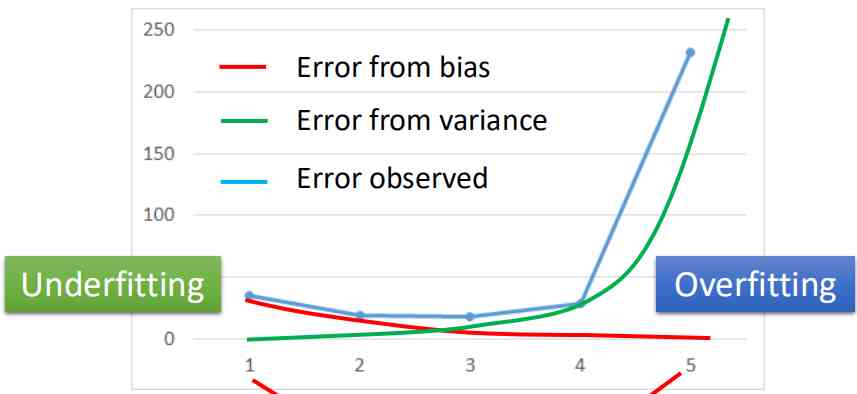 250
Error from bias
200
Error from variance
150
Error observed
100
Underfitting
Overfitting
0
1 2 3 4 5